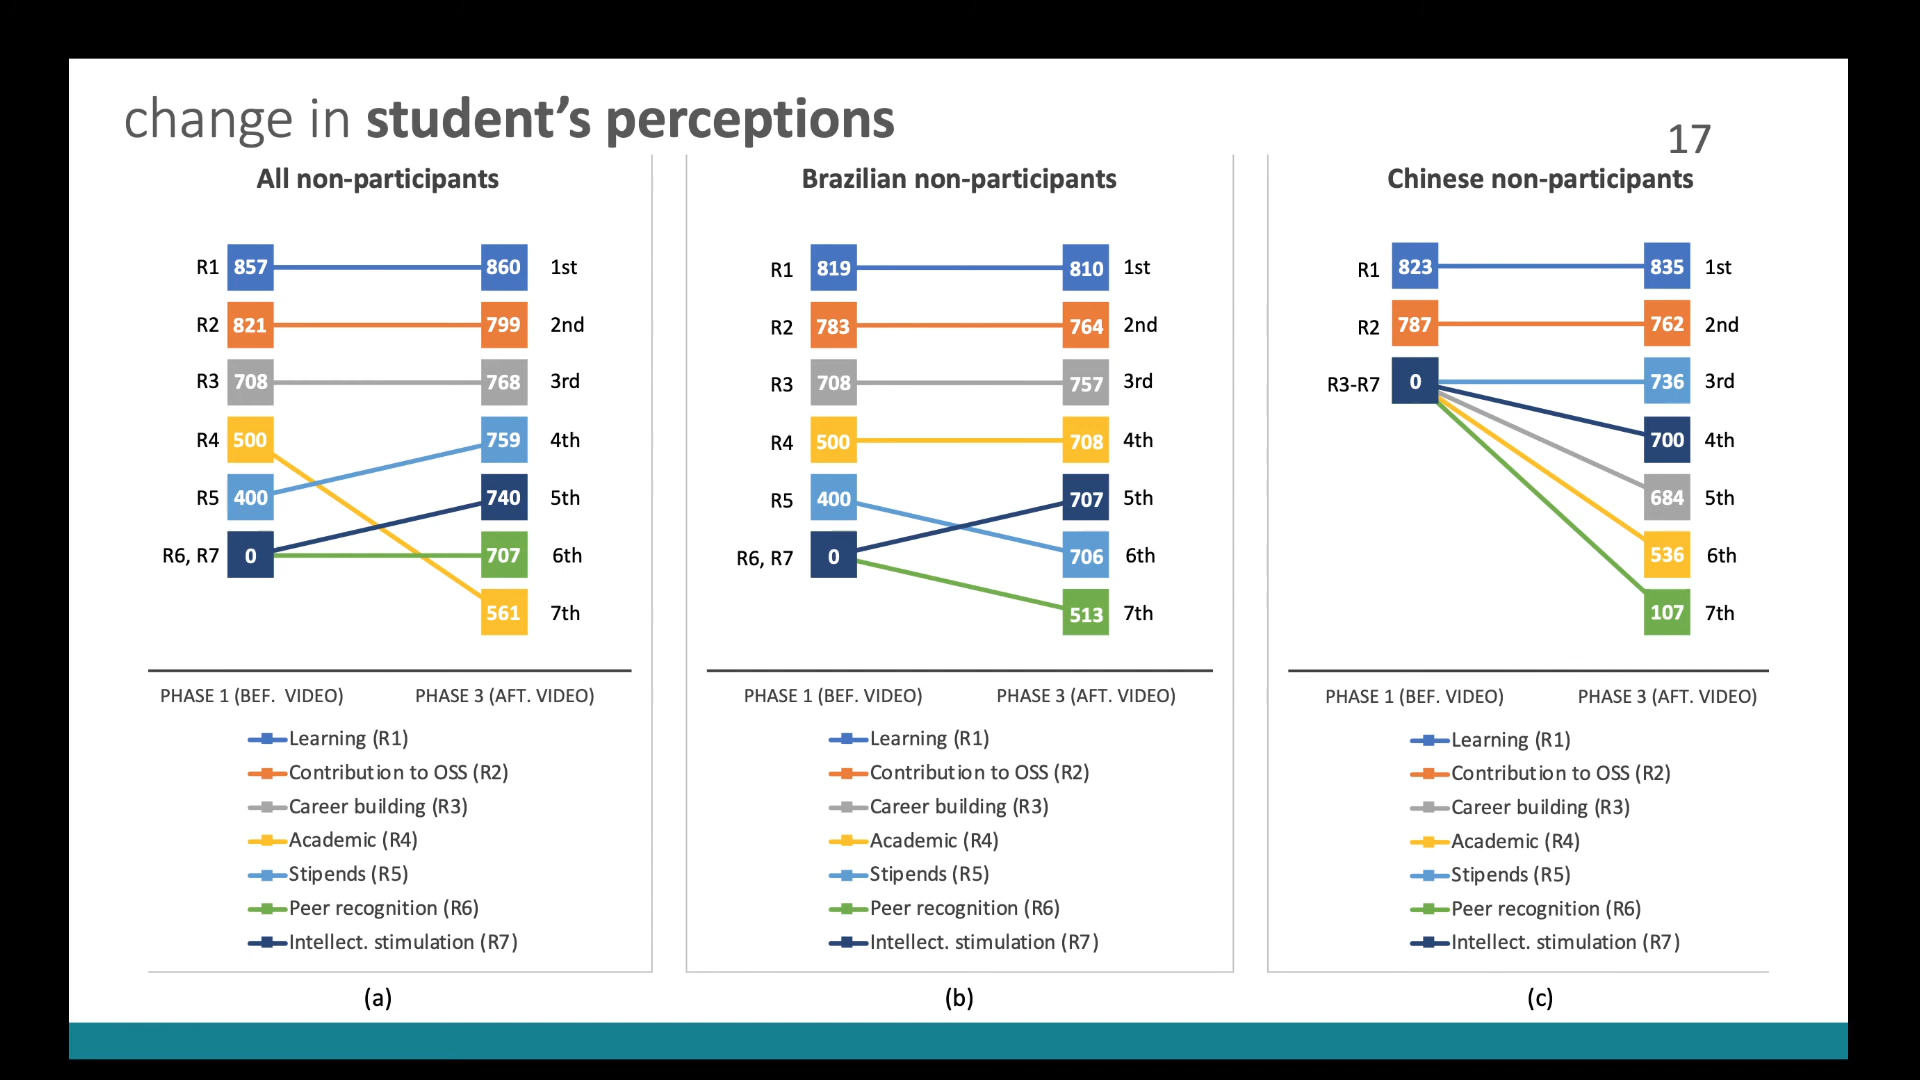 change in student's perceptions
17
All non-participants
R1 857 860 1st
R2 821 799 2nd
R3 708 768 3rd
R4 500 759 4th
R5 400 740 5th
R6, R7 0 707 6th
561 7th
PHASE 1 (BEF. VIDEO) PHASE 3 (AFT. VIDEO)
Learning (R1)
Contribution to OSS (R2)
Career building (R3)
Academic (R4)
Stipends (R5)
Peer recognition (R6)
Intellect. stimulation (R7)
(a)
Brazilian non-participants
R1 819 810 1st
R2 783 764 2nd
R3 708 757 3rd
R4 500 708 4th
R5 400 707 5th
R6, R7 0 706 6th
513 7th
PHASE 1 (BEF. VIDEO) PHASE 3 (AFT. VIDEO)
Learning (R1)
Contribution to OSS (R2)
Career building (R3)
Academic (R4)
Stipends (R5)
Peer recognition (R6)
Intellect. stimulation (R7)
(b)
Chinese non-participants
R1 823 835 1st
R2 787 762 2nd
R3-R7 0 736 3rd
700 4th
684 5th
536 6th
107 7th
PHASE 1 (BEF. VIDEO) PHASE 3 (AFT. VIDEO)
Learning (R1)
Contribution to OSS (R2)
Career building (R3)
Academic (R4)
Stipends (R5)
Peer recognition (R6)
Intellect. stimulation (R7)
(c)